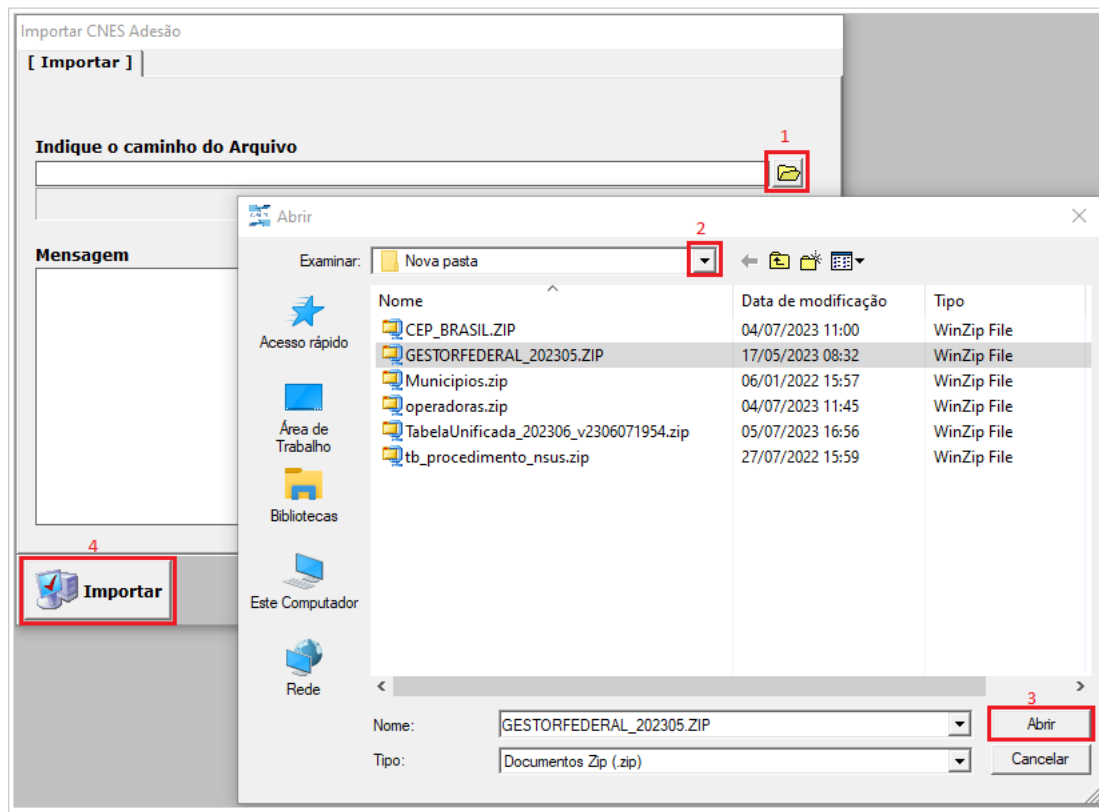 Importar CNES Adesão
[ Importar ]
Indique o caminho do Arquivo
1
Abrir
2
Mensagem
Examinar: Nova pasta
Nome Data de modificação Tipo
CEP_BRASIL.ZIP 04/07/2023 11:00 WinZip File
GESTORFEDERAL_202305.ZIP 17/05/2023 08:32 WinZip File
Municipios.zip 06/01/2022 15:57 WinZip File
operadoras.zip 04/07/2023 11:45 WinZip File
TabelaUnificada_202306_v2306071954.zip 05/07/2023 16:56 WinZip File
tb_procedimento_nsus.zip 27/07/2022 15:59 WinZip File
Acesso rápido
Área de
Trabalho
Bibliotecas
Este Computador
Rede
4
Importar
3
Nome: GESTORFEDERAL_202305.ZIP Abrir
Tipo: Documentos Zip (.zip) Cancelar